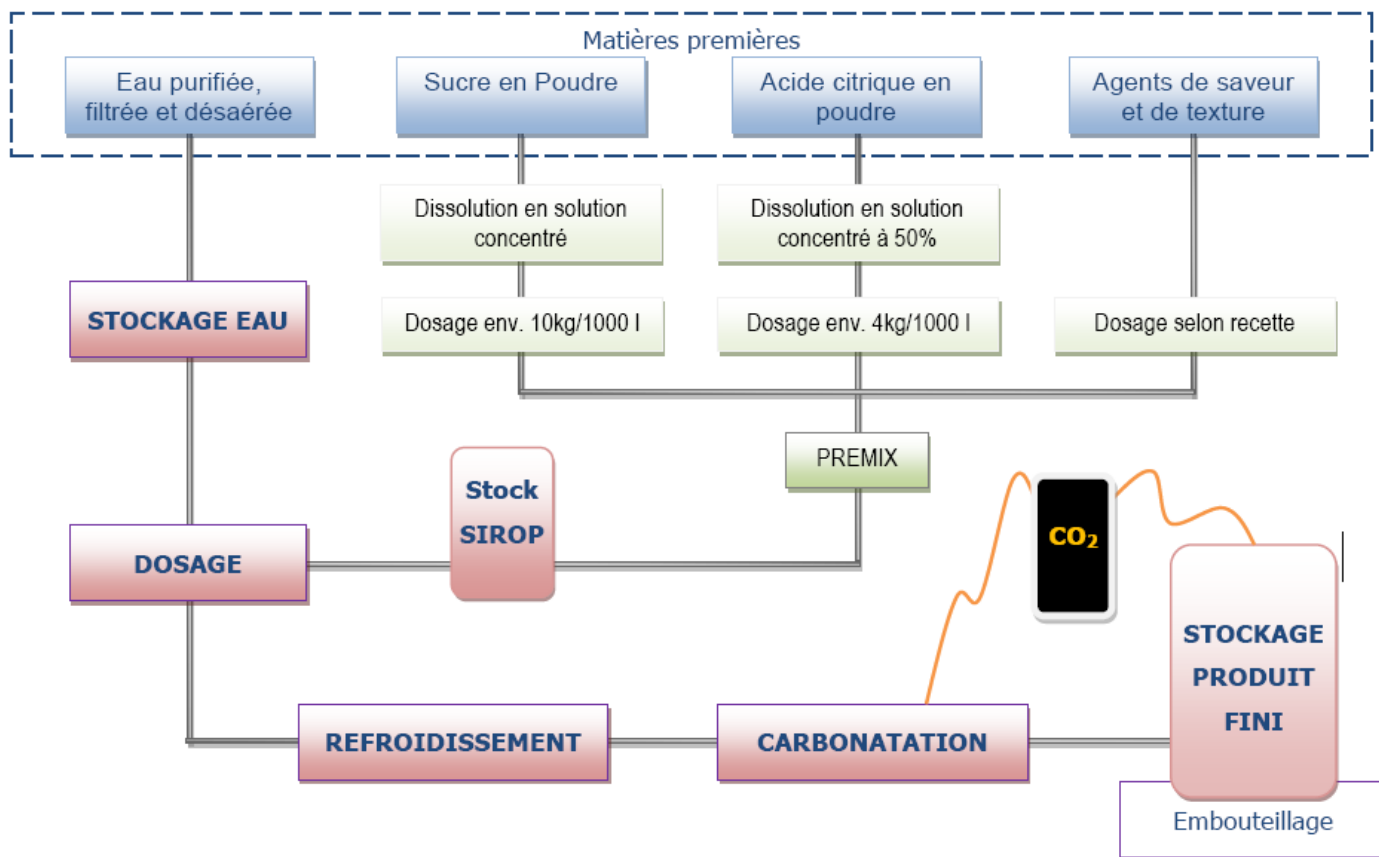 Matières premières
Eau purifiée,
filtrée et désaérée
Sucre en Poudre
Acide citrique en
poudre
Agents de saveur
et de texture
Dissolution en solution
concentré
Dissolution en solution
concentré à 50%
STOCKAGE EAU
Dosage env. 10kg/1000 l
Dosage env. 4kg/1000 l
Dosage selon recette
PREMIX
Stock
SIROP
CO₂
DOSAGE
STOCKAGE
PRODUIT
FINI
REFROIDISSEMENT
CARBONATATION
Embouteillage